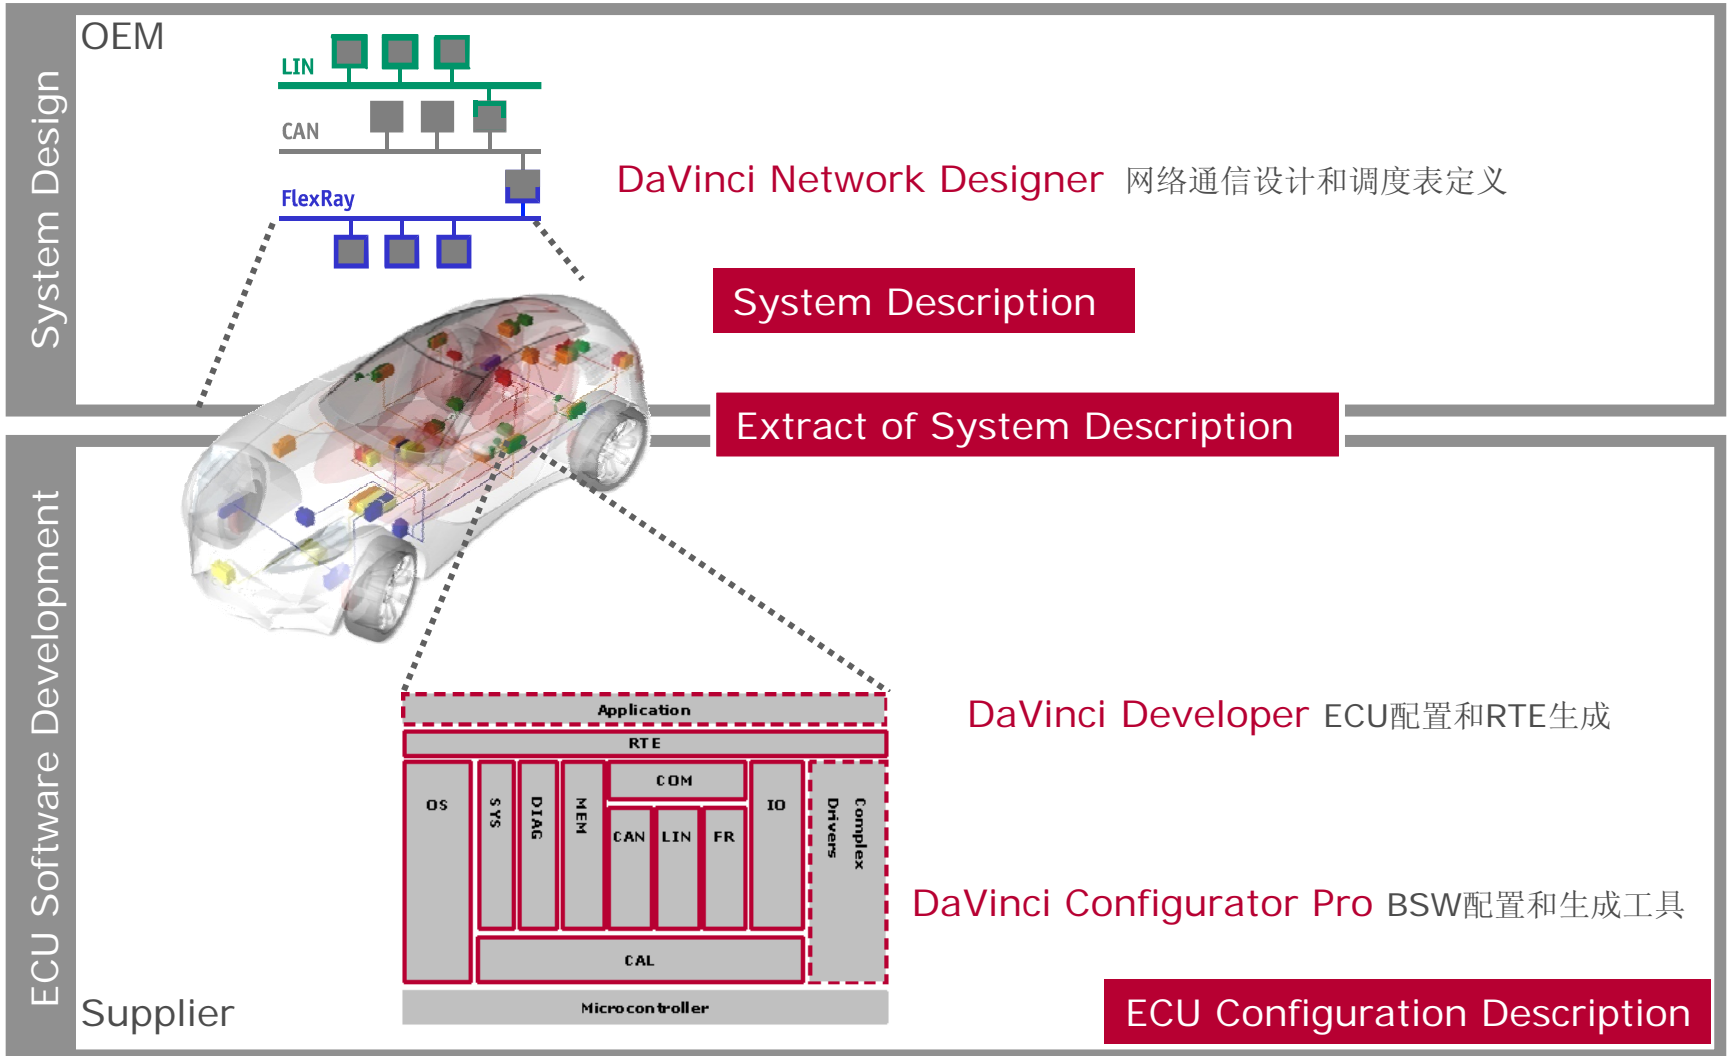 OEM
System Design
LIN
CAN
FlexRay
DaVinci Network Designer 网络通信设计和调度表定义
System Description
Extract of System Description
ECU Software Development
Application
RTE
OS
SYS
DIAG
MEM
COM
CAN
LIN
FR
IO
Complex
Drivers
CAL
Microcontroller
DaVinci Developer ECU配置和RTE生成
DaVinci Configurator Pro BSW配置和生成工具
Supplier
ECU Configuration Description